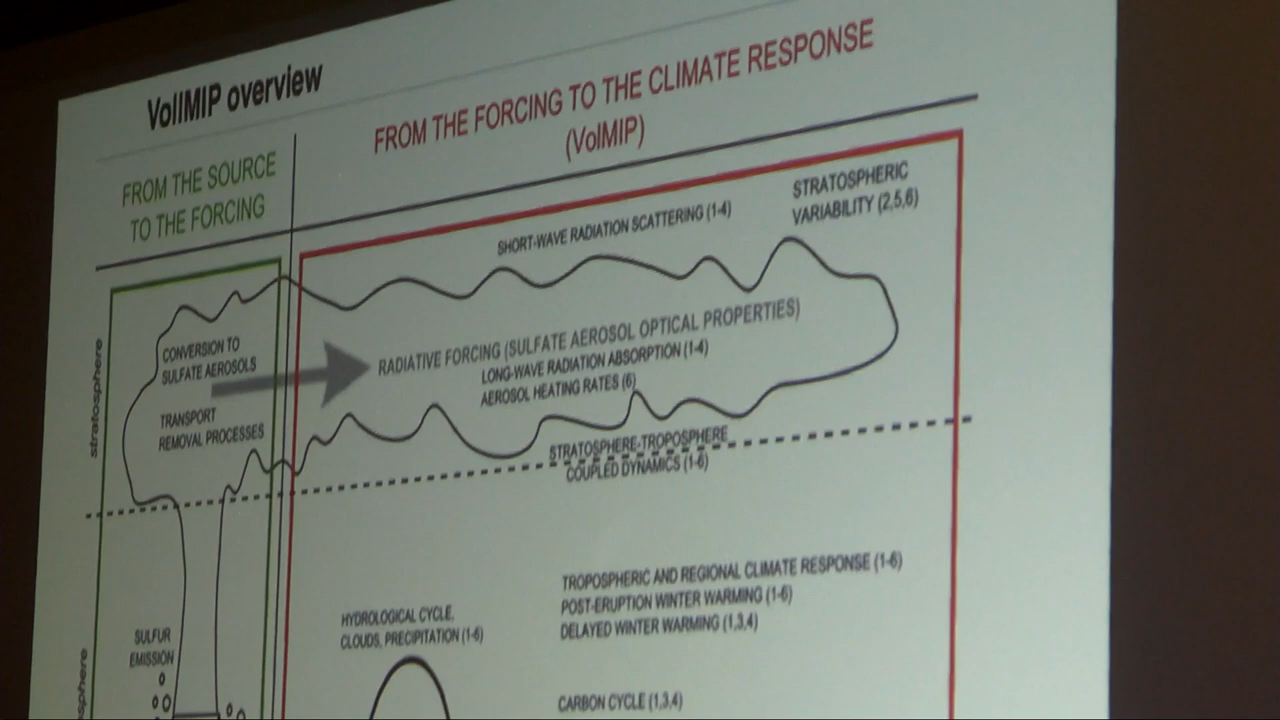 VolIMIP overview
FROM THE SOURCE
TO THE FORCING
FROM THE FORCING TO THE CLIMATE RESPONSE
(VolMIP)
STRATOSPHERIC
VARIABILITY (2,5,6)
SHORT-WAVE RADIATION SCATTERING (1-4)
stratosphere
CONVERSION TO
SULFATE AEROSOLS
TRANSPORT
REMOVAL PROCESSES
RADIATIVE FORCING (SULFATE AEROSOL OPTICAL PROPERTIES)
LONG-WAVE RADIATION ABSORPTION (1-4)
AEROSOL HEATING RATES (6)
STRATOSPHERE-TROPOSPHERE
COUPLED DYNAMICS (1-6)
TROPOSPHERIC AND REGIONAL CLIMATE RESPONSE (1-6)
POST-ERUPTION WINTER WARMING (1-6)
DELAYED WINTER WARMING (1,3,4)
HYDROLOGICAL CYCLE,
CLOUDS, PRECIPITATION (1-6)
SULFUR
EMISSION
CARBON CYCLE (1,3,4)